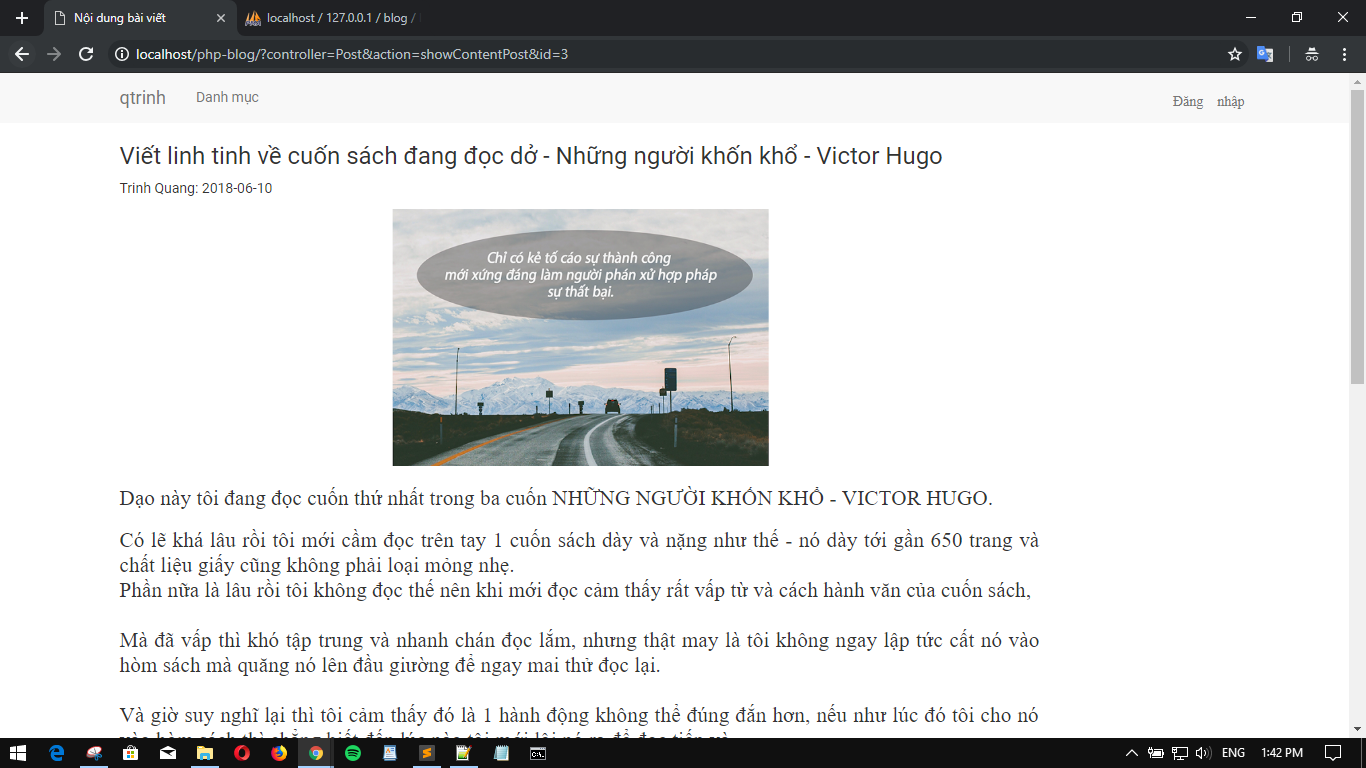 Nội dung bài viết
localhost / 127.0.0.1 / blog /
localhost/php-blog/?controller=Post&action=showContentPost&id=3
qtrinh Danh mục Đăng nhập
Viết linh tinh về cuốn sách đang đọc dở - Những người khốn khổ - Victor Hugo
Trinh Quang: 2018-06-10
Chỉ có kẻ tố cáo sự thành công
mới xứng đáng làm người phán xử hợp pháp
sự thất bại.
Dạo này tôi đang đọc cuốn thứ nhất trong ba cuốn NHỮNG NGƯỜI KHỐN KHỔ - VICTOR HUGO.
Có lẽ khá lâu rồi tôi mới cầm đọc trên tay 1 cuốn sách dày và nặng như thế - nó dày tới gần 650 trang và
chất liệu giấy cũng không phải loại mỏng nhẹ.
Phần nữa là lâu rồi tôi không đọc thế nên khi mới đọc cảm thấy rất vấp từ và cách hành văn của cuốn sách,
Mà đã vấp thì khó tập trung và nhanh chán đọc lắm, nhưng thật may là tôi không ngay lập tức cất nó vào
hòm sách mà quăng nó lên đầu giường để ngay mai thử đọc lại.
Và giờ suy nghĩ lại thì tôi cảm thấy đó là 1 hành động không thể đúng đắn hơn, nếu như lúc đó tôi cho nó
ENG 1:42 PM